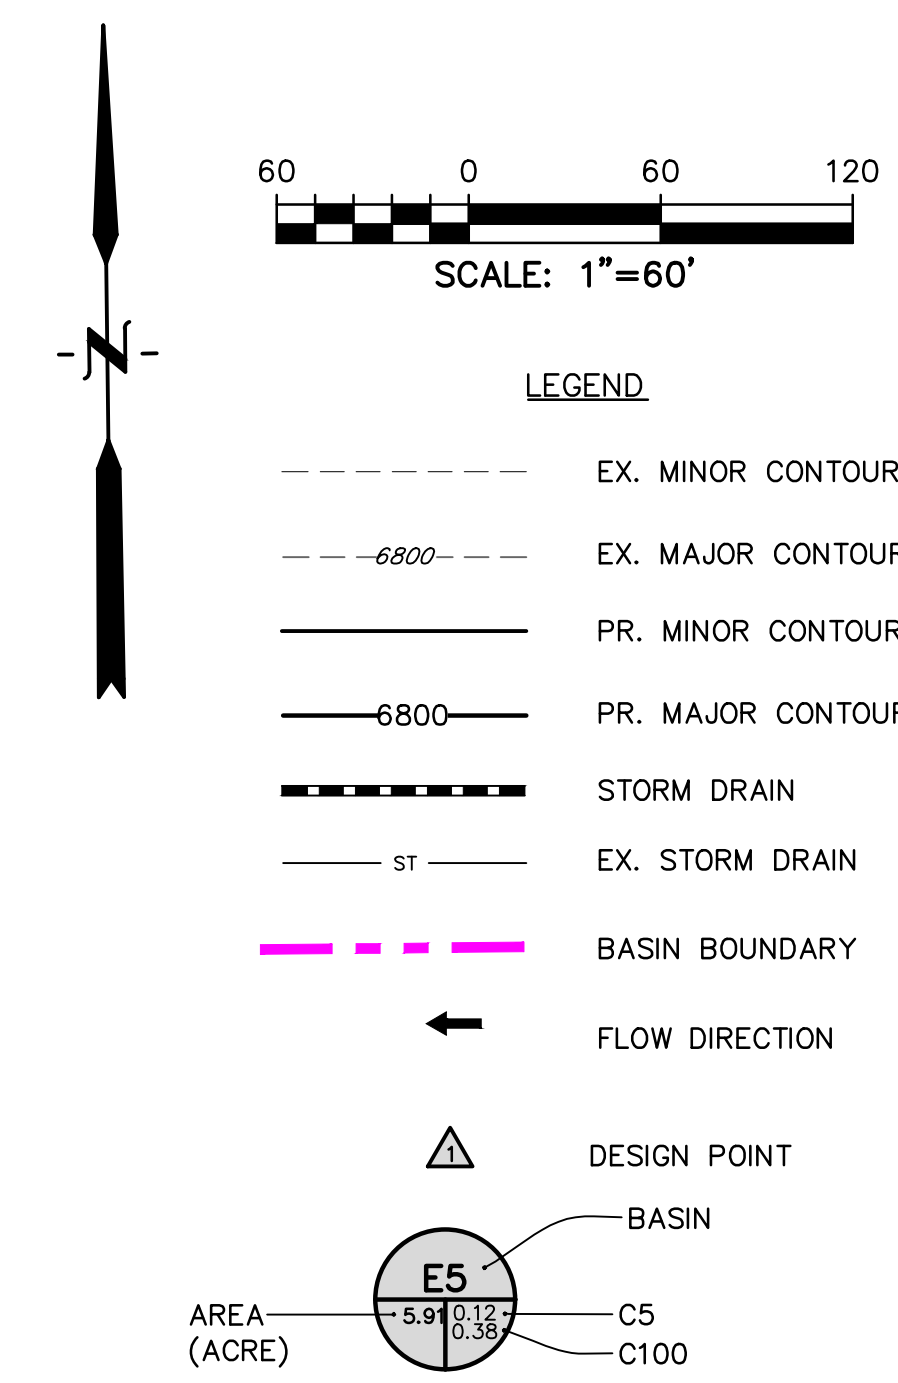 60 0 60 120
SCALE: 1"=60'
N
LEGEND
EX. MINOR CONTOUR
6800 EX. MAJOR CONTOUR
PR. MINOR CONTOUR
6800 PR. MAJOR CONTOUR
STORM DRAIN
ST EX. STORM DRAIN
BASIN BOUNDARY
FLOW DIRECTION
1 DESIGN POINT
BASIN
E5
AREA 5.91 0.12 C5
(ACRE) 0.38 C100